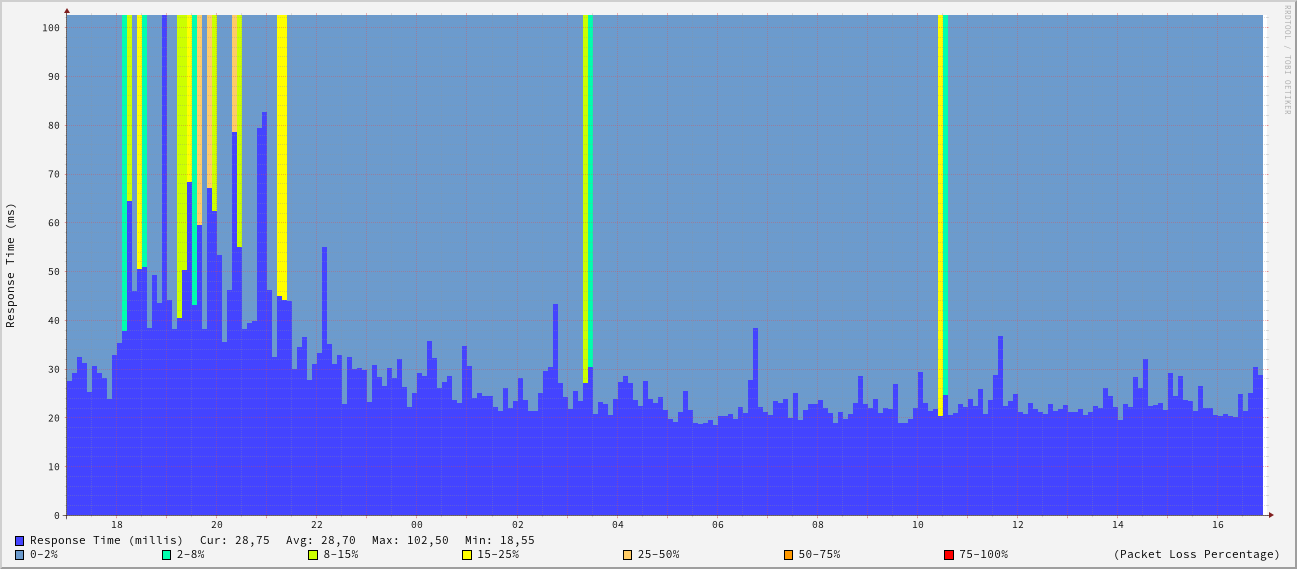 RRDTOOL / TOBI OETIKER
Response Time (ms)
100
90
80
70
60
50
40
30
20
10
0
18 20 22 00 02 04 06 08 10 12 14 16
Response Time (millis) Cur: 28,75 Avg: 28,70 Max: 102,50 Min: 18,55
0-2% 2-8% 8-15% 15-25% 25-50% 50-75% 75-100% (Packet Loss Percentage)